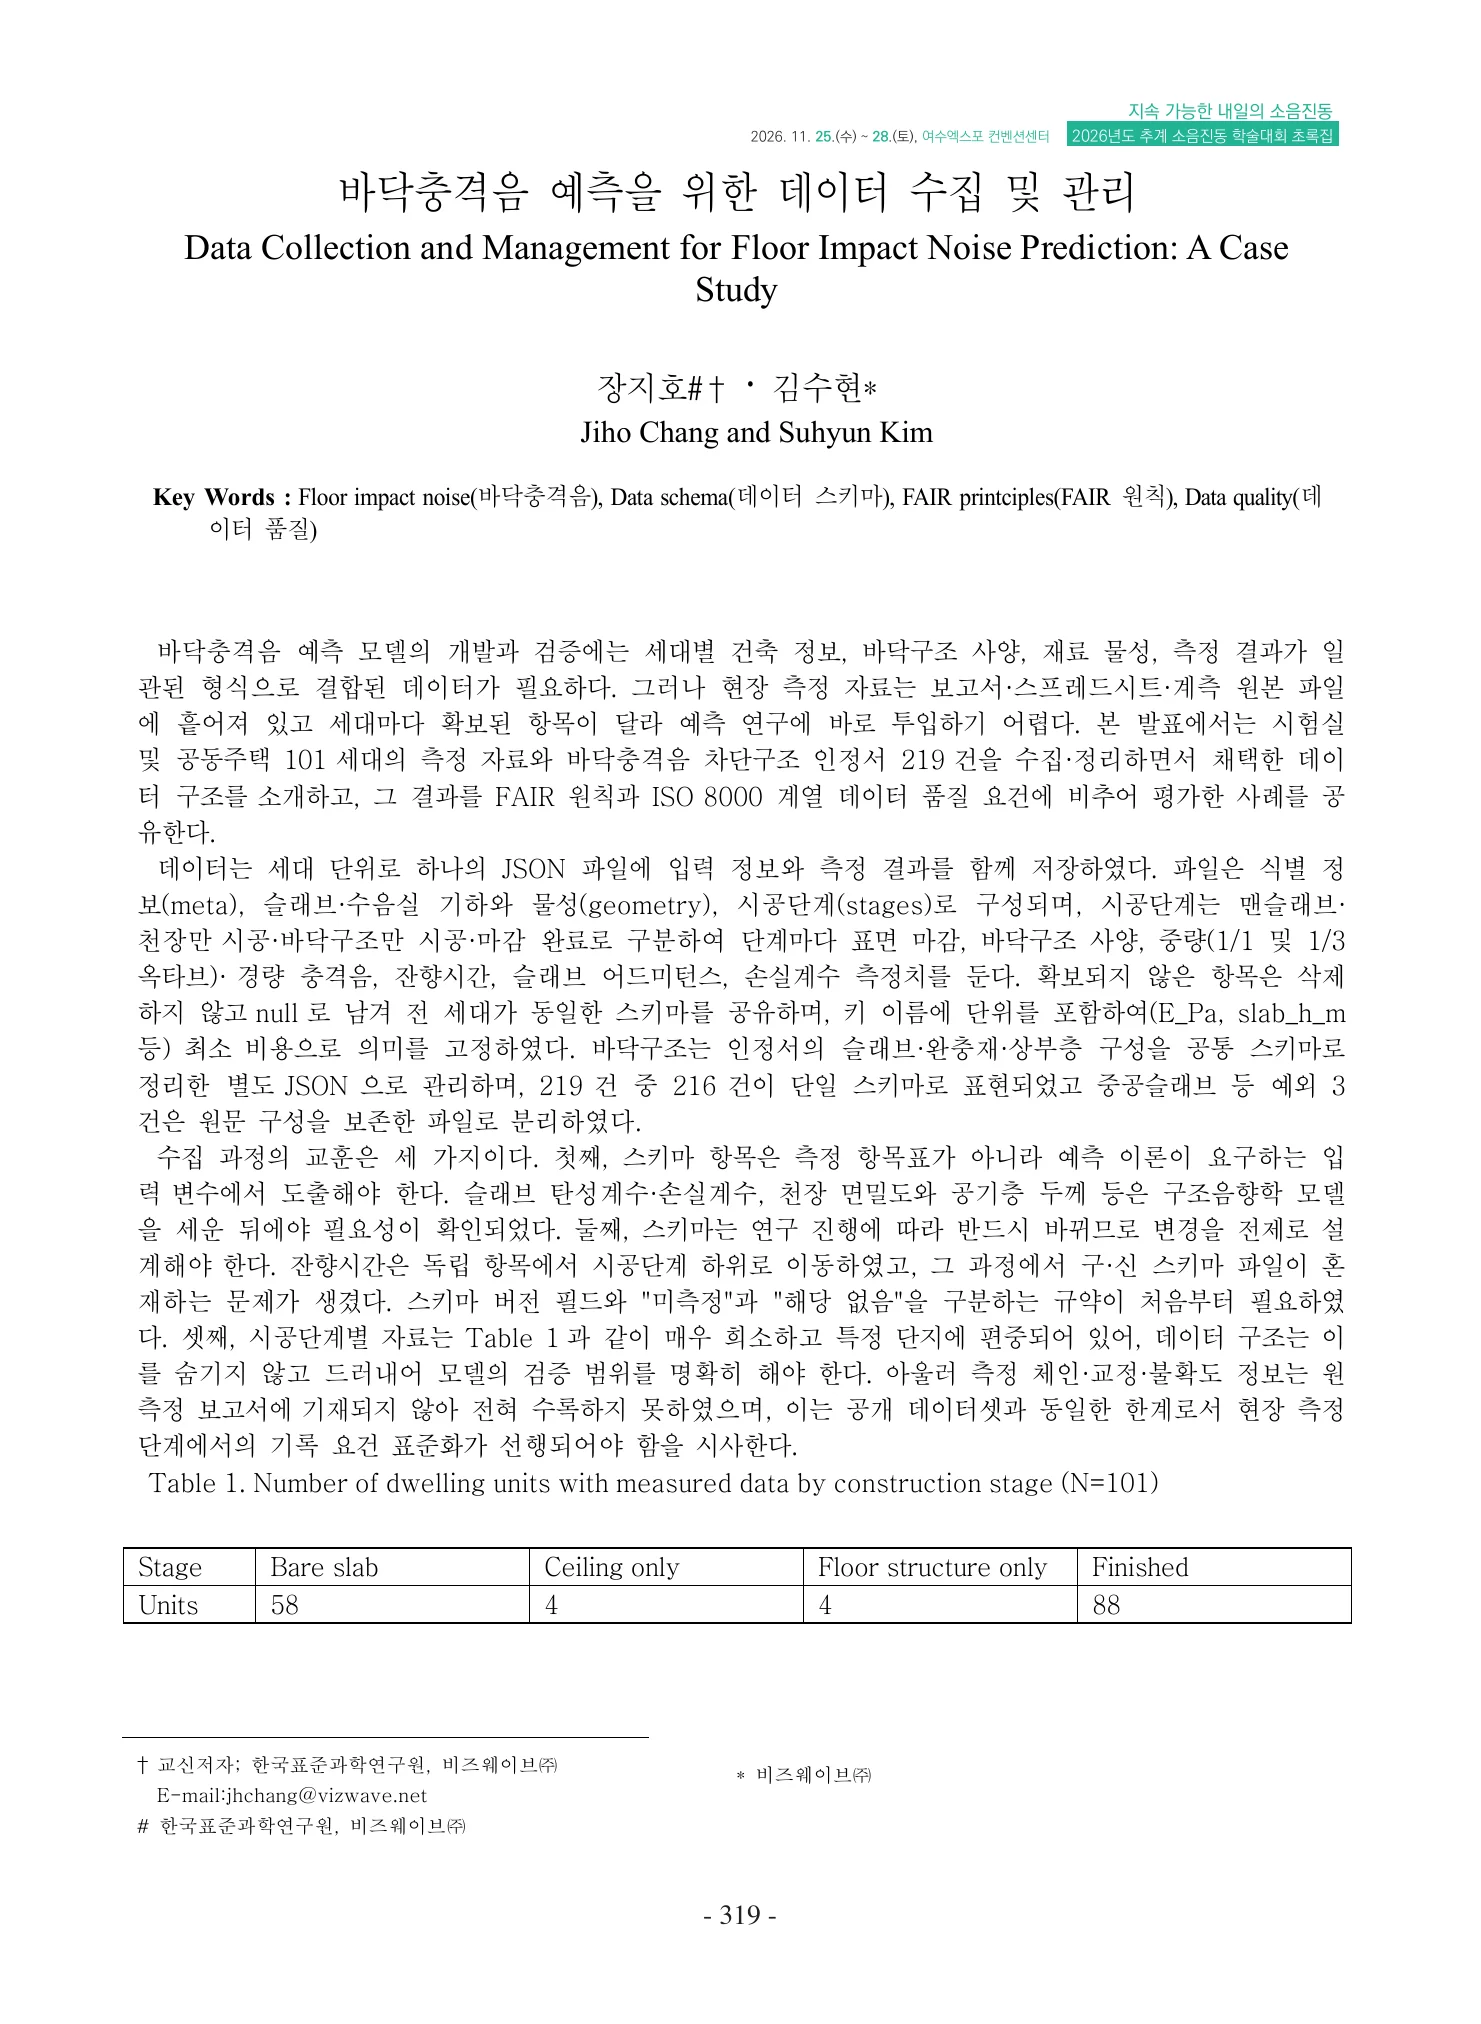 지속 가능한 내일의 소음진동
2026. 11. 25.(수) ~ 28.(토), 여수엑스포 컨벤션센터 2026년도 추계 소음진동 학술대회 초록집
바닥충격음 예측을 위한 데이터 수집 및 관리
Data Collection and Management for Floor Impact Noise Prediction: A Case
Study
장지호#† · 김수현*
Jiho Chang and Suhyun Kim
Key Words : Floor impact noise(바닥충격음), Data schema(데이터 스키마), FAIR printciples(FAIR 원칙), Data quality(데
이터 품질)
바닥충격음 예측 모델의 개발과 검증에는 세대별 건축 정보, 바닥구조 사양, 재료 물성, 측정 결과가 일
관된 형식으로 결합된 데이터가 필요하다. 그러나 현장 측정 자료는 보고서·스프레드시트·계측 원본 파일
에 흩어져 있고 세대마다 확보된 항목이 달라 예측 연구에 바로 투입하기 어렵다. 본 발표에서는 시험실
및 공동주택 101 세대의 측정 자료와 바닥충격음 차단구조 인정서 219 건을 수집·정리하면서 채택한 데이
터 구조를 소개하고, 그 결과를 FAIR 원칙과 ISO 8000 계열 데이터 품질 요건에 비추어 평가한 사례를 공
유한다.
데이터는 세대 단위로 하나의 JSON 파일에 입력 정보와 측정 결과를 함께 저장하였다. 파일은 식별 정
보(meta), 슬래브·수음실 기하와 물성(geometry), 시공단계(stages)로 구성되며, 시공단계는 맨슬래브·
천장만 시공·바닥구조만 시공·마감 완료로 구분하여 단계마다 표면 마감, 바닥구조 사양, 중량(1/1 및 1/3
옥타브)· 경량 충격음, 잔향시간, 슬래브 어드미턴스, 손실계수 측정치를 둔다. 확보되지 않은 항목은 삭제
하지 않고 null 로 남겨 전 세대가 동일한 스키마를 공유하며, 키 이름에 단위를 포함하여(E_Pa, slab_h_m
등) 최소 비용으로 의미를 고정하였다. 바닥구조는 인정서의 슬래브·완충재·상부층 구성을 공통 스키마로
정리한 별도 JSON 으로 관리하며, 219 건 중 216 건이 단일 스키마로 표현되었고 중공슬래브 등 예외 3
건은 원문 구성을 보존한 파일로 분리하였다.
수집 과정의 교훈은 세 가지이다. 첫째, 스키마 항목은 측정 항목표가 아니라 예측 이론이 요구하는 입
력 변수에서 도출해야 한다. 슬래브 탄성계수·손실계수, 천장 면밀도와 공기층 두께 등은 구조음향학 모델
을 세운 뒤에야 필요성이 확인되었다. 둘째, 스키마는 연구 진행에 따라 반드시 바뀌므로 변경을 전제로 설
계해야 한다. 잔향시간은 독립 항목에서 시공단계 하위로 이동하였고, 그 과정에서 구·신 스키마 파일이 혼
재하는 문제가 생겼다. 스키마 버전 필드와 "미측정"과 "해당 없음"을 구분하는 규약이 처음부터 필요하였
다. 셋째, 시공단계별 자료는 Table 1 과 같이 매우 희소하고 특정 단지에 편중되어 있어, 데이터 구조는 이
를 숨기지 않고 드러내어 모델의 검증 범위를 명확히 해야 한다. 아울러 측정 체인·교정·불확도 정보는 원
측정 보고서에 기재되지 않아 전혀 수록하지 못하였으며, 이는 공개 데이터셋과 동일한 한계로서 현장 측정
단계에서의 기록 요건 표준화가 선행되어야 함을 시사한다.
Table 1. Number of dwelling units with measured data by construction stage (N=101)
Stage Bare slab Ceiling only Floor structure only Finished
Units 58 4 4 88
† 교신저자; 한국표준과학연구원, 비즈웨이브㈜
E-mail:jhchang@vizwave.net
# 한국표준과학연구원, 비즈웨이브㈜
* 비즈웨이브㈜
- 319 -